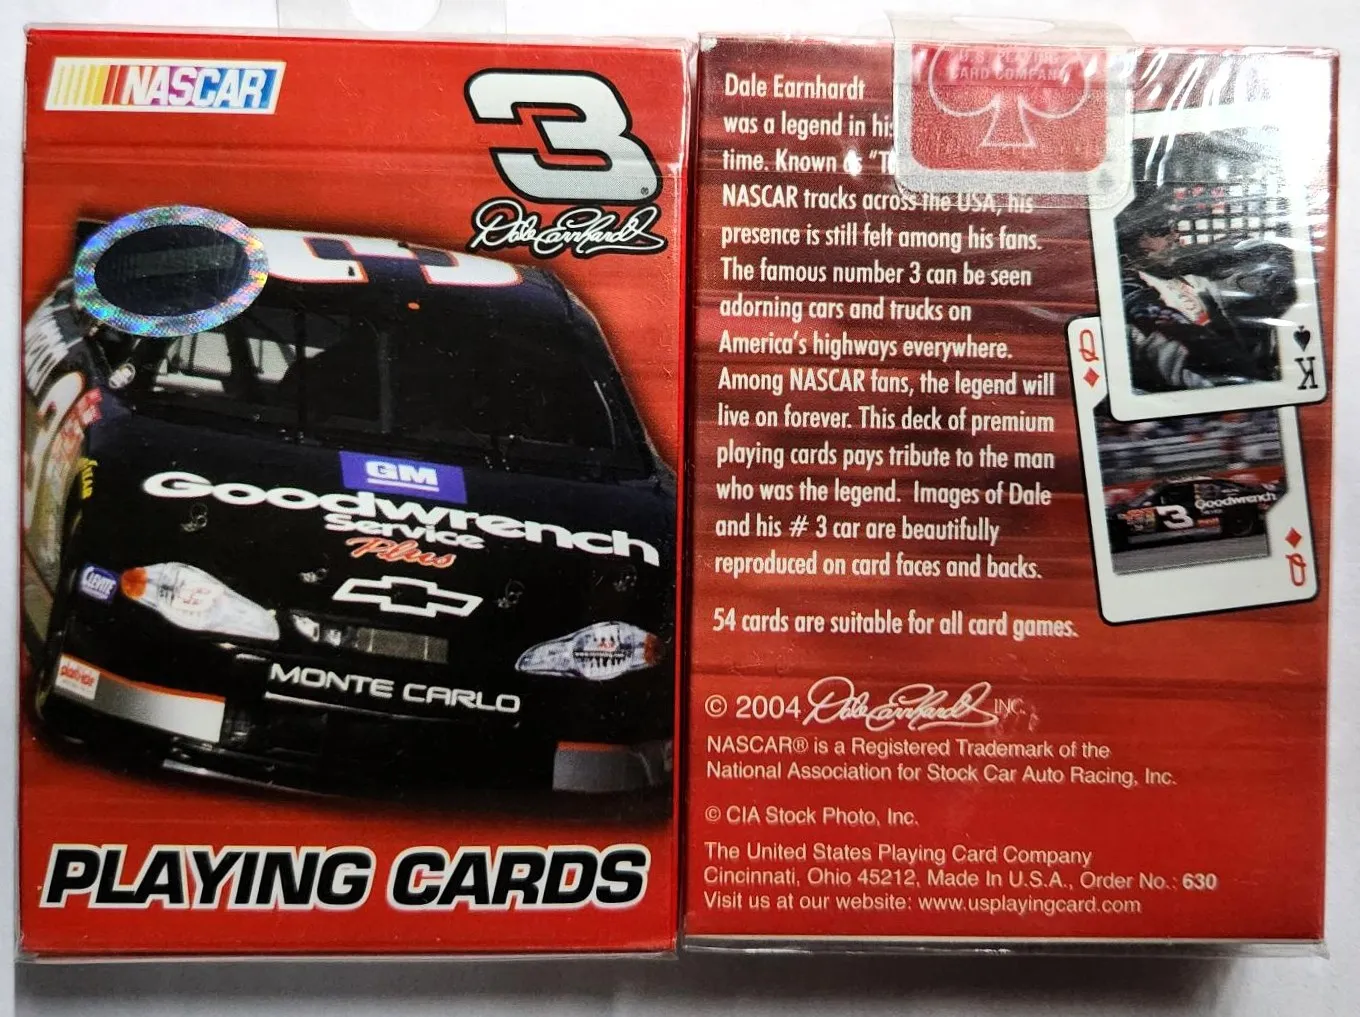 NASCAR
3
Dale Earnhardt
GM
Goodwrench
Service
Plus
CLEVITE
MONTE CARLO
PLAYING CARDS
U.S. PLAYING
CARD COMPANY
Dale Earnhardt
was a legend in his
time. Known as "T
NASCAR tracks across the USA, his
presence is still felt among his fans.
The famous number 3 can be seen
adorning cars and trucks on
America's highways everywhere.
Among NASCAR fans, the legend will
live on forever. This deck of premium
playing cards pays tribute to the man
who was the legend. Images of Dale
and his # 3 car are beautifully
reproduced on card faces and backs.
54 cards are suitable for all card games.
K
Q
3 Goodwrench
Q
© 2004 Dale Earnhardt INC.
NASCAR® is a Registered Trademark of the
National Association for Stock Car Auto Racing, Inc.
© CIA Stock Photo, Inc.
The United States Playing Card Company
Cincinnati, Ohio 45212, Made In U.S.A., Order No.: 630
Visit us at our website: www.usplayingcard.com